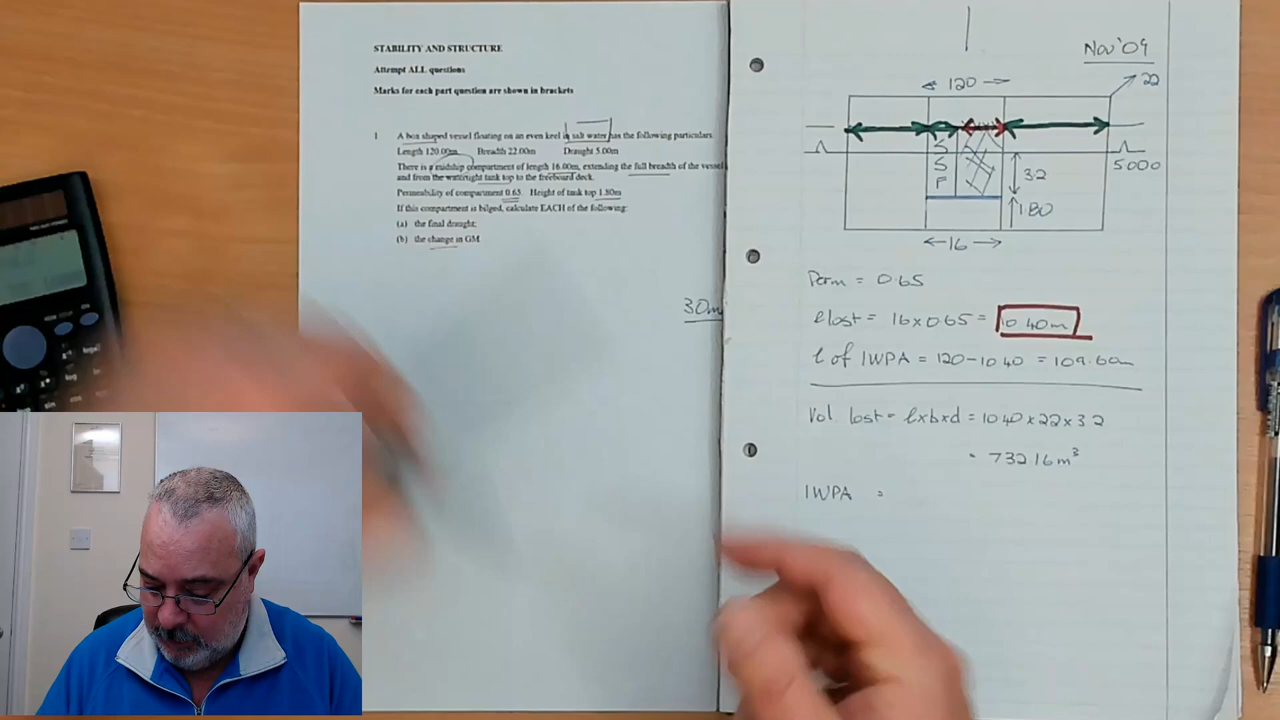 STABILITY AND STRUCTURE
Attempt ALL questions
Marks for each part question are shown in brackets
1 A box shaped vessel floating on an even keel in salt water has the following particulars:
Length 120.00m Breadth 22.00m Draught 5.00m
There is a midship compartment of length 16.00m, extending the full breadth of the vessel
and from the watertight tank top to the freeboard deck.
Permeability of compartment 0.65. Height of tank top 1.80m
If this compartment is bilged, calculate EACH of the following:
(a) the final draught;
(b) the change in GM
30m
Nov'09
120
22
S
S
F
5000
3.2
1.80
16
Perm = 0.65
l lost = 16 x 0.65 = 10.40m
l of IWPA = 120 - 10.40 = 109.60m
Vol. lost = l x b x d = 10.40 x 22 x 3.2
= 732.16m³
IWPA =